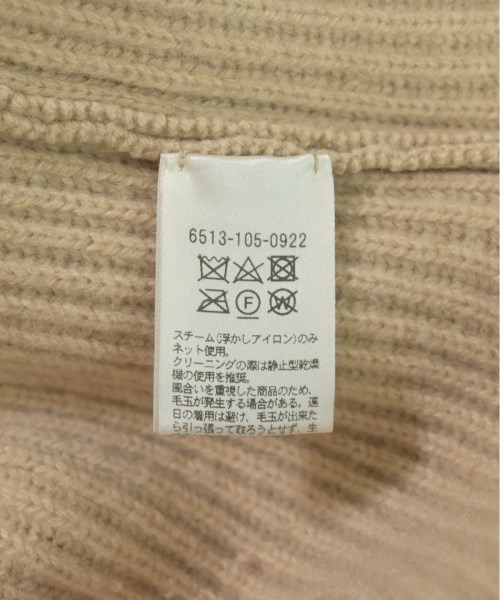 6513-105-0922
F
W
スチーム(浮かしアイロン)のみ
ネット使用。
クリーニングの際は静止型乾燥
機の使用を推奨。
風合いを重視した商品のため、
毛玉が発生する場合がある。連
日の着用は避け、毛玉が出来た
ら引っ張って取ろうとせず、生